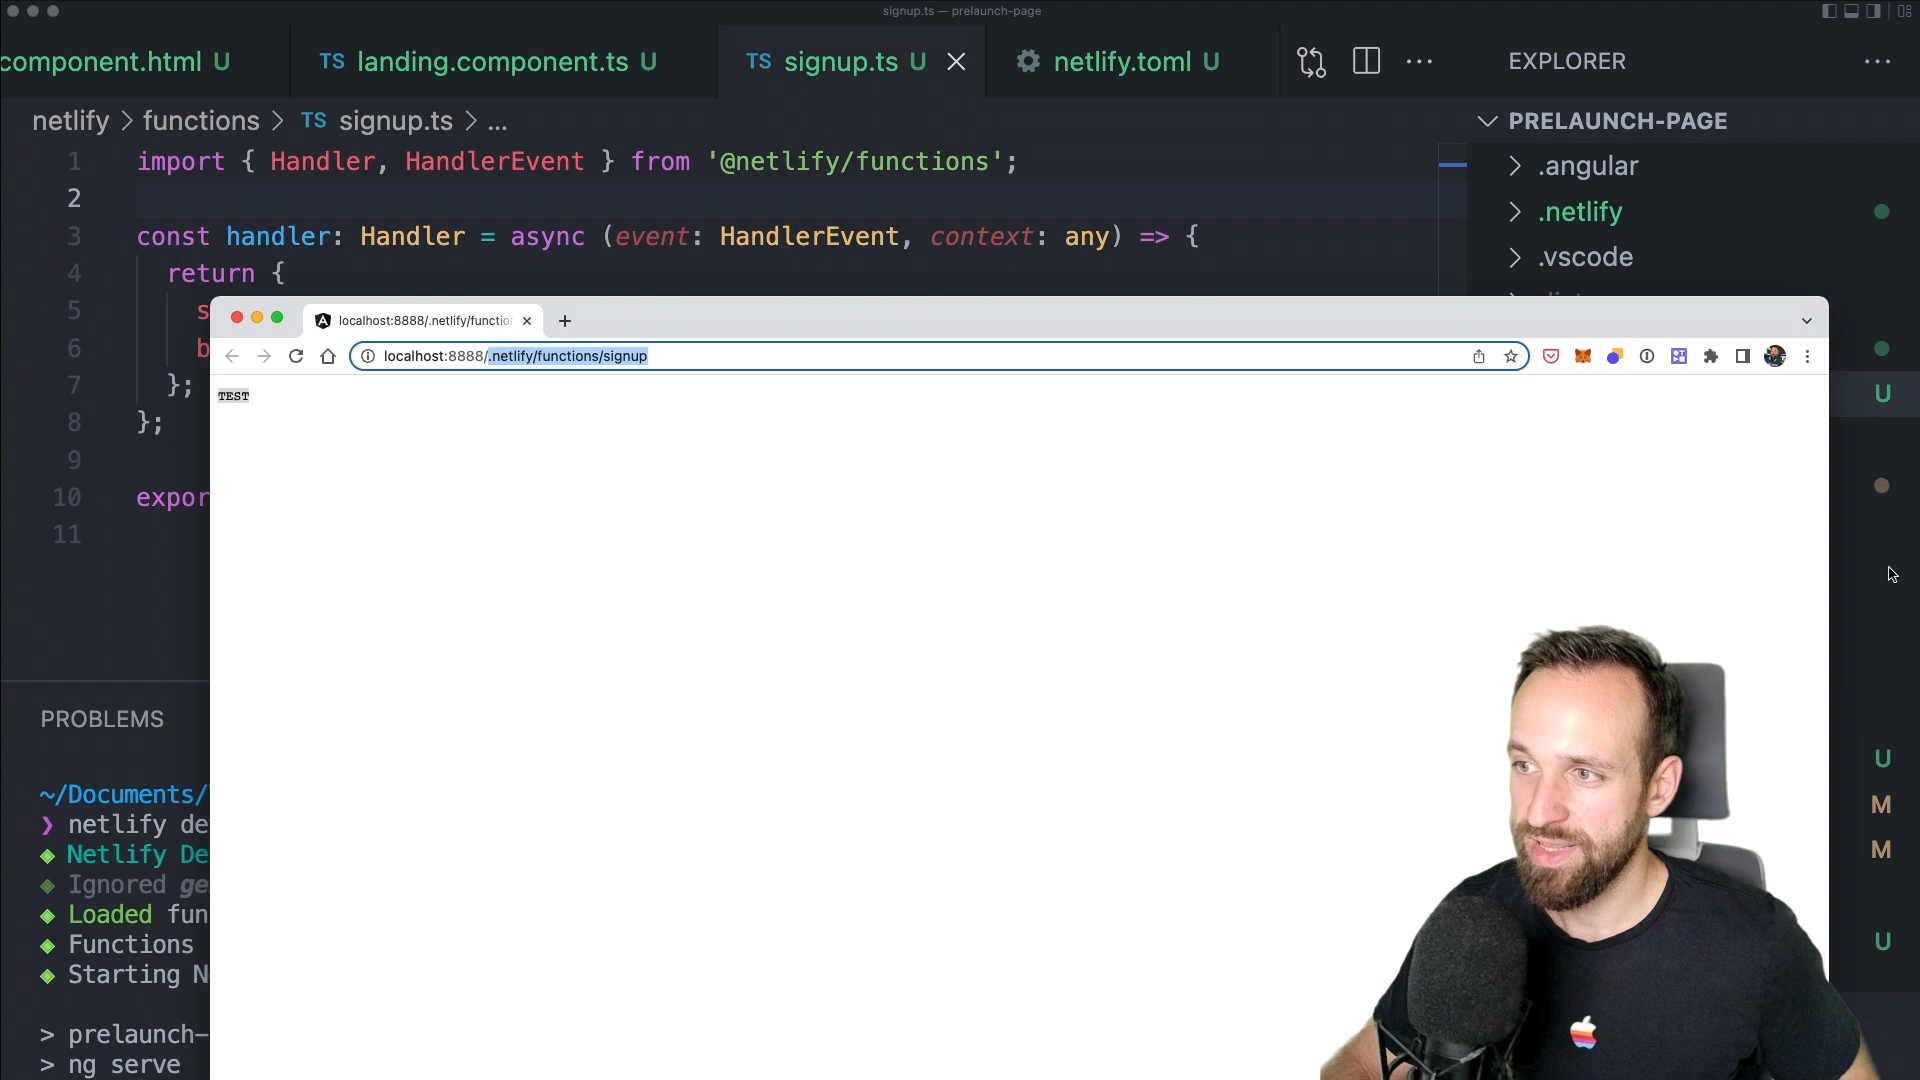 signup.ts — prelaunch-page
component.html U
TS landing.component.ts U
TS signup.ts U
netlify.toml U
EXPLORER
netlify > functions > TS signup.ts > ...
PRELAUNCH-PAGE
1 import { Handler, HandlerEvent } from '@netlify/functions';
2
3 const handler: Handler = async (event: HandlerEvent, context: any) => {
4 return {
5 s
6 b
7 };
8 };
9
10 expor
11
.angular
.netlify
.vscode
localhost:8888/.netlify/functio
localhost:8888/.netlify/functions/signup
TEST
U
U
M
M
U
PROBLEMS
~/Documents/
❯ netlify de
◈ Netlify De
◈ Ignored ge
◈ Loaded fun
◈ Functions
◈ Starting N
> prelaunch-
> ng serve